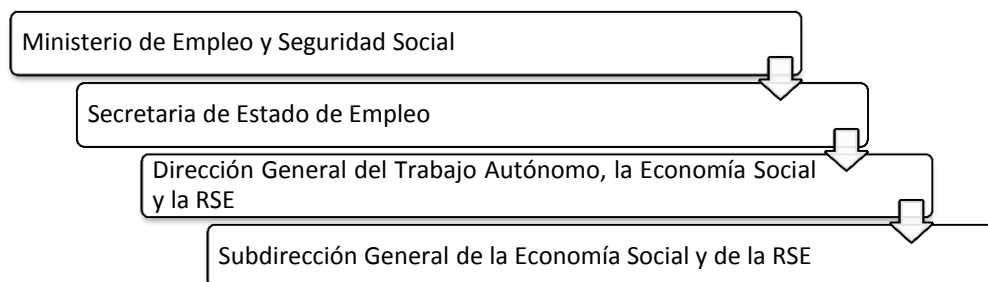 Ministerio de Empleo y Seguridad Social
Secretaria de Estado de Empleo
Dirección General del Trabajo Autónomo, la Economía Social
y la RSE
Subdirección General de la Economía Social y de la RSE